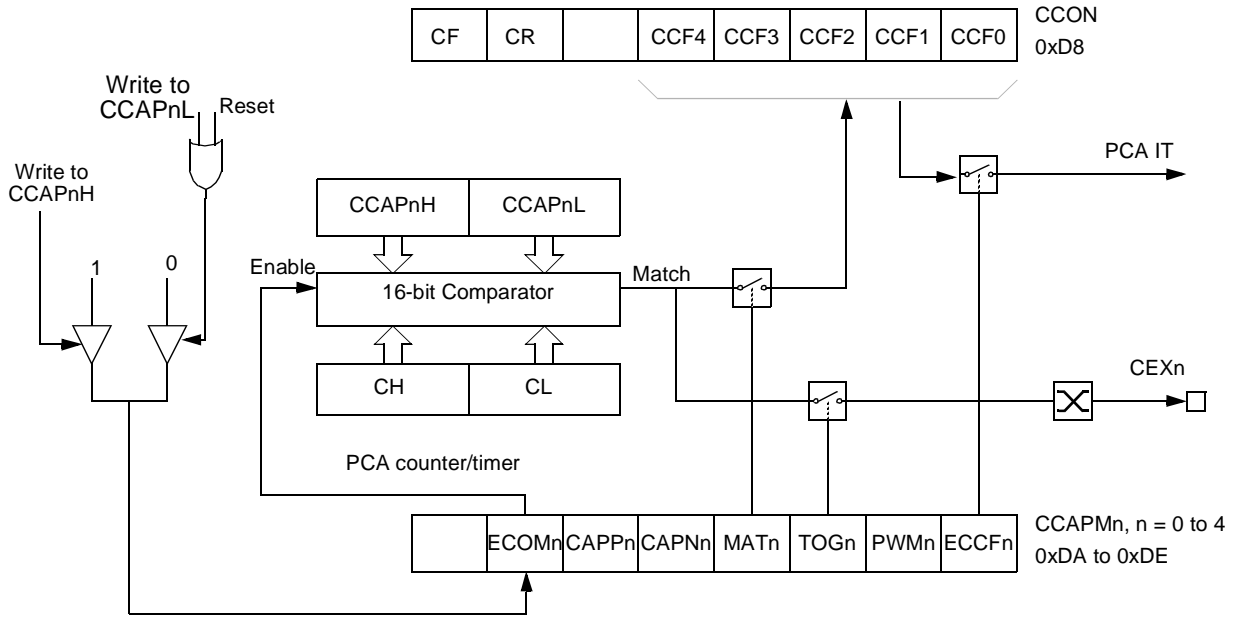 CF CR CCF4 CCF3 CCF2 CCF1 CCF0
CCON
0xD8
Write to
CCAPnL
Reset
Write to
CCAPnH
PCA IT
CCAPnH CCAPnL
1 0
Enable
16-bit Comparator
Match
CH CL
CEXn
PCA counter/timer
ECOMn CAPPn CAPNn MATn TOGn PWMn ECCFn
CCAPMn, n = 0 to 4
0xDA to 0xDE